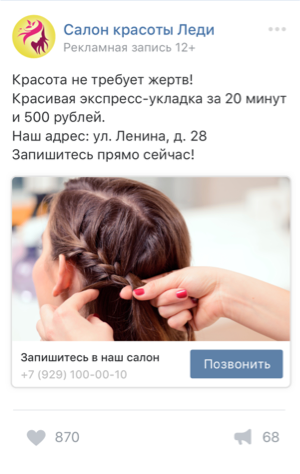 Салон красоты Леди
Рекламная запись 12+
Красота не требует жертв!
Красивая экспресс-укладка за 20 минут
и 500 рублей.
Наш адрес: ул. Ленина, д. 28
Запишитесь прямо сейчас!
Запишитесь в наш салон
+7 (929) 100-00-10
Позвонить
870
68